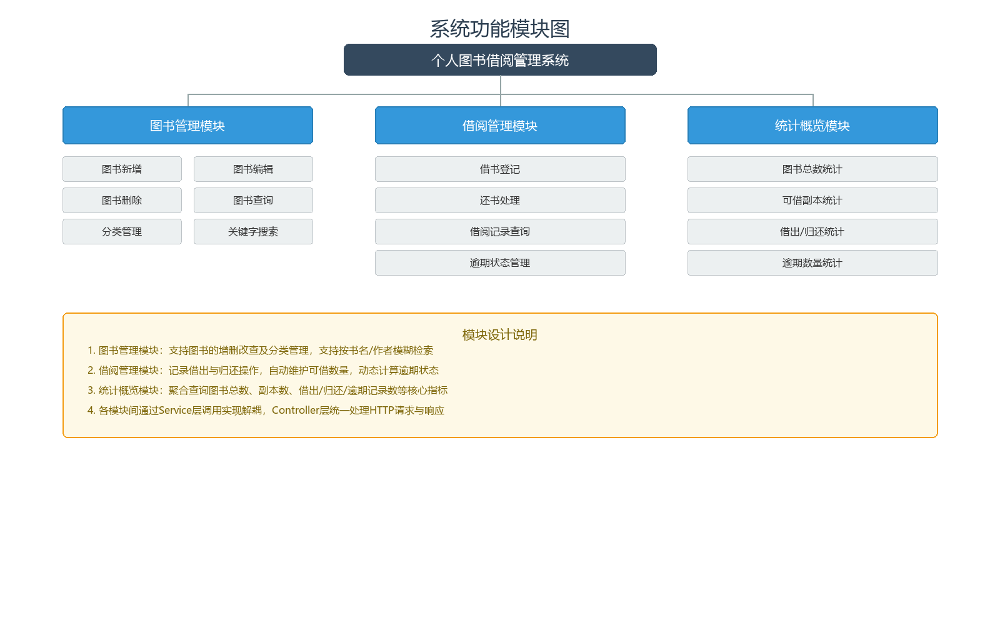 系统功能模块图
个人图书借阅管理系统
图书管理模块
借阅管理模块
统计概览模块
图书新增
图书编辑
借书登记
图书总数统计
图书删除
图书查询
还书处理
可借副本统计
分类管理
关键字搜索
借阅记录查询
借出/归还统计
逾期状态管理
逾期数量统计
模块设计说明
1. 图书管理模块：支持图书的增删改查及分类管理，支持按书名/作者模糊检索
2. 借阅管理模块：记录借出与归还操作，自动维护可借数量，动态计算逾期状态
3. 统计概览模块：聚合查询图书总数、副本数、借出/归还/逾期记录数等核心指标
4. 各模块间通过Service层调用实现解耦，Controller层统一处理HTTP请求与响应